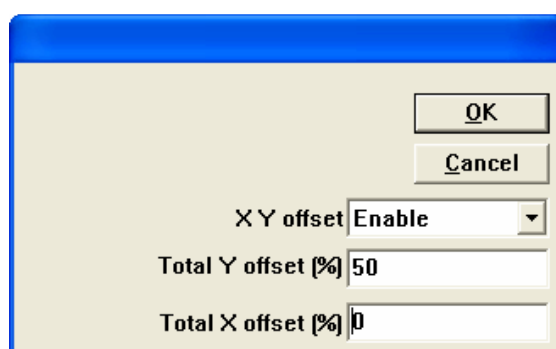 OK
Cancel
X Y offset Enable
Total Y offset (%) 50
Total X offset (%) 0